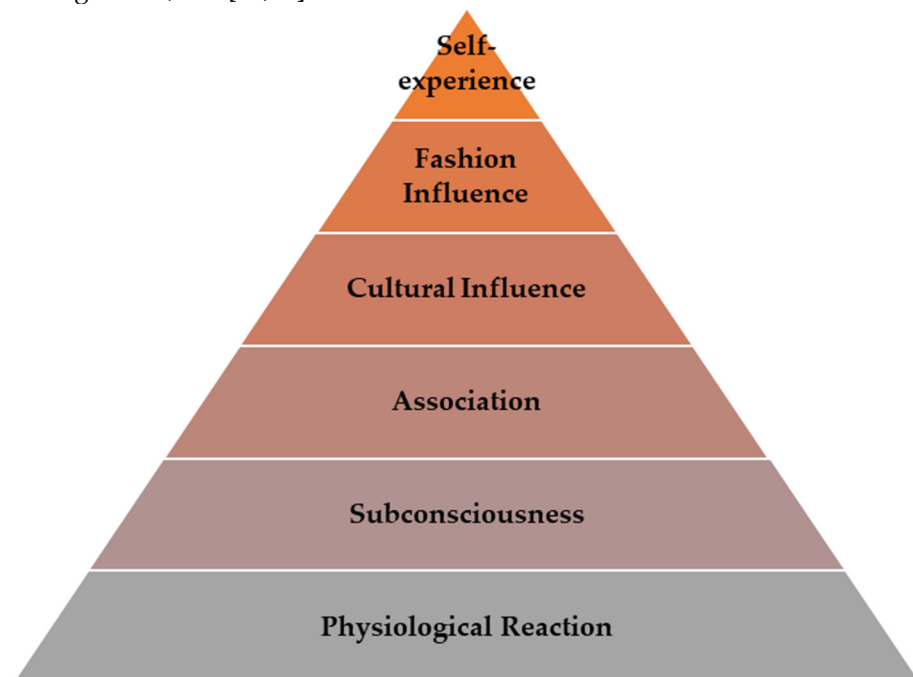 Self-
experience
Fashion
Influence
Cultural Influence
Association
Subconsciousness
Physiological Reaction